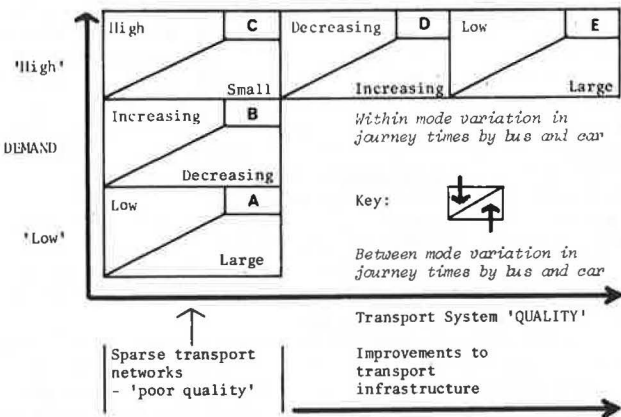 High
C
Decreasing
D
Low
E
'High'
Small
Increasing
Large
Increasing
B
Within mode variation in
journey times by bus and car
DEMAND
Decreasing
Low
A
Key:
'Low'
Large
Between mode variation in
journey times by bus and car
Transport System 'QUALITY'
Sparse transport
networks
- 'poor quality'
Improvements to
transport
infrastructure